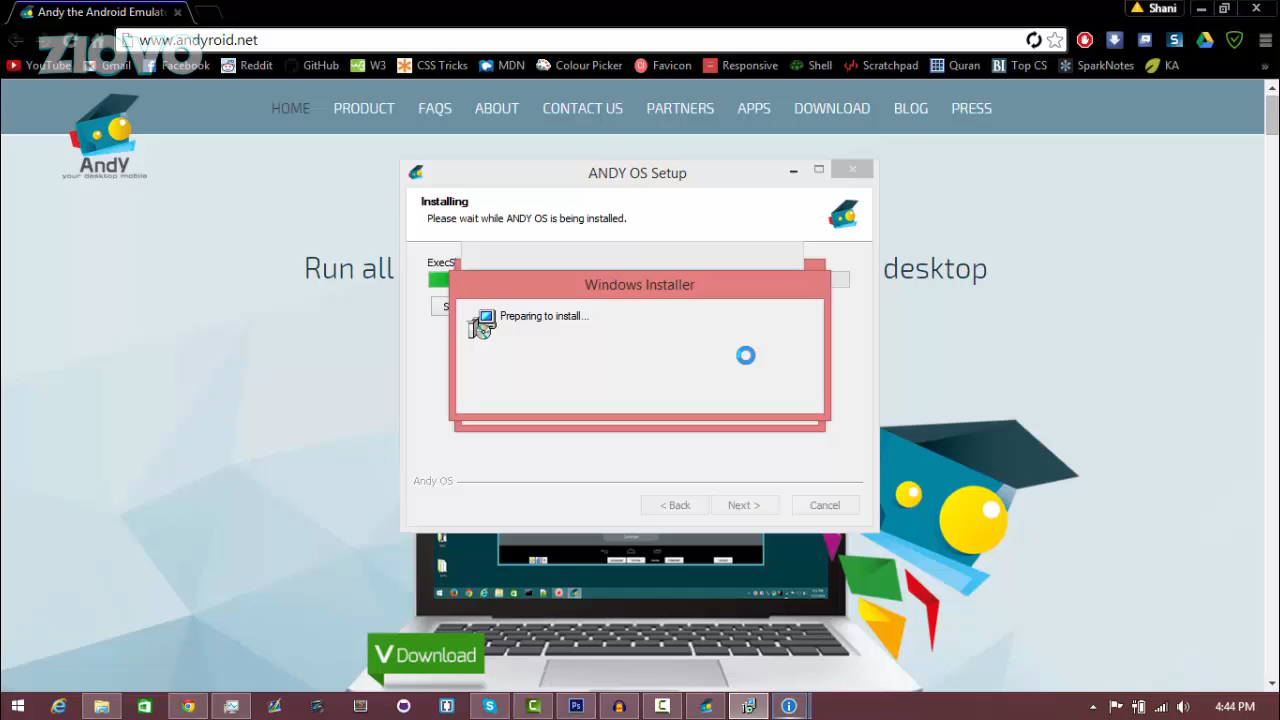 Andy the Android Emulat
Shani
www.andyroid.net
ZIOVO
YouTube
Gmail
Facebook
Reddit
GitHub
W3
CSS Tricks
MDN
Colour Picker
Favicon
Responsive
Shell
Scratchpad
Quran
Top CS
SparkNotes
KA
»
HOME
PRODUCT
FAQS
ABOUT
CONTACT US
PARTNERS
APPS
DOWNLOAD
BLOG
PRESS
Andy
your desktop mobile
ANDY OS Setup
Installing
Please wait while ANDY OS is being installed.
Run all
desktop
ExecS
S
Windows Installer
Preparing to install...
Andy OS
< Back
Next >
Cancel
Download
4:44 PM